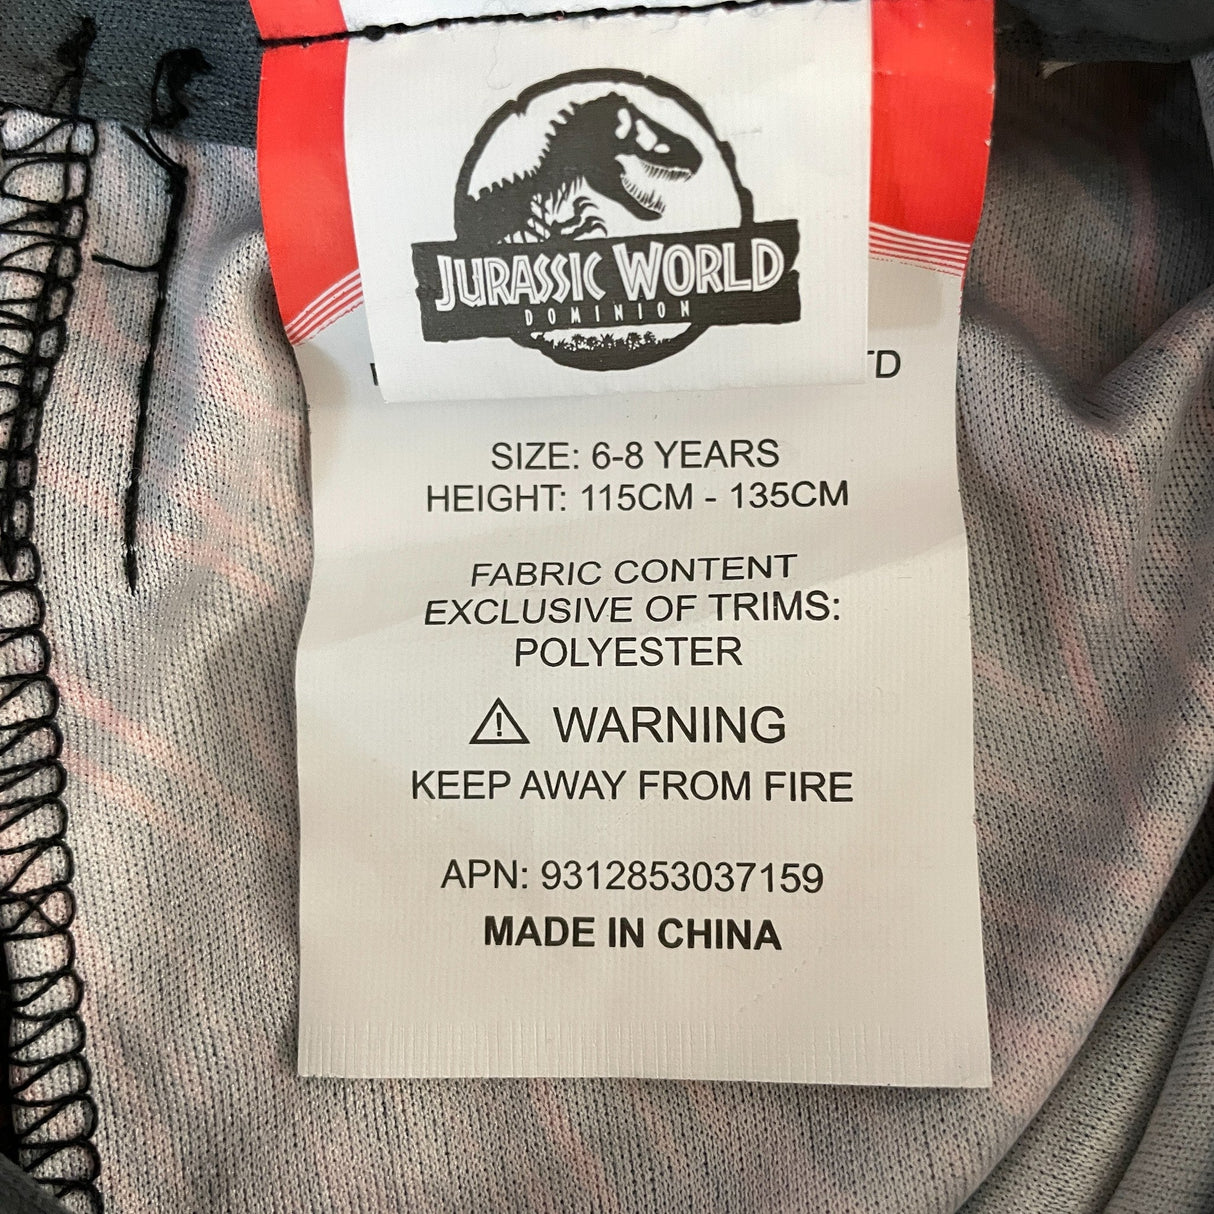 JURASSIC WORLD
DOMINION
TD
SIZE: 6-8 YEARS
HEIGHT: 115CM - 135CM
FABRIC CONTENT
EXCLUSIVE OF TRIMS:
POLYESTER
WARNING
KEEP AWAY FROM FIRE
APN: 9312853037159
MADE IN CHINA